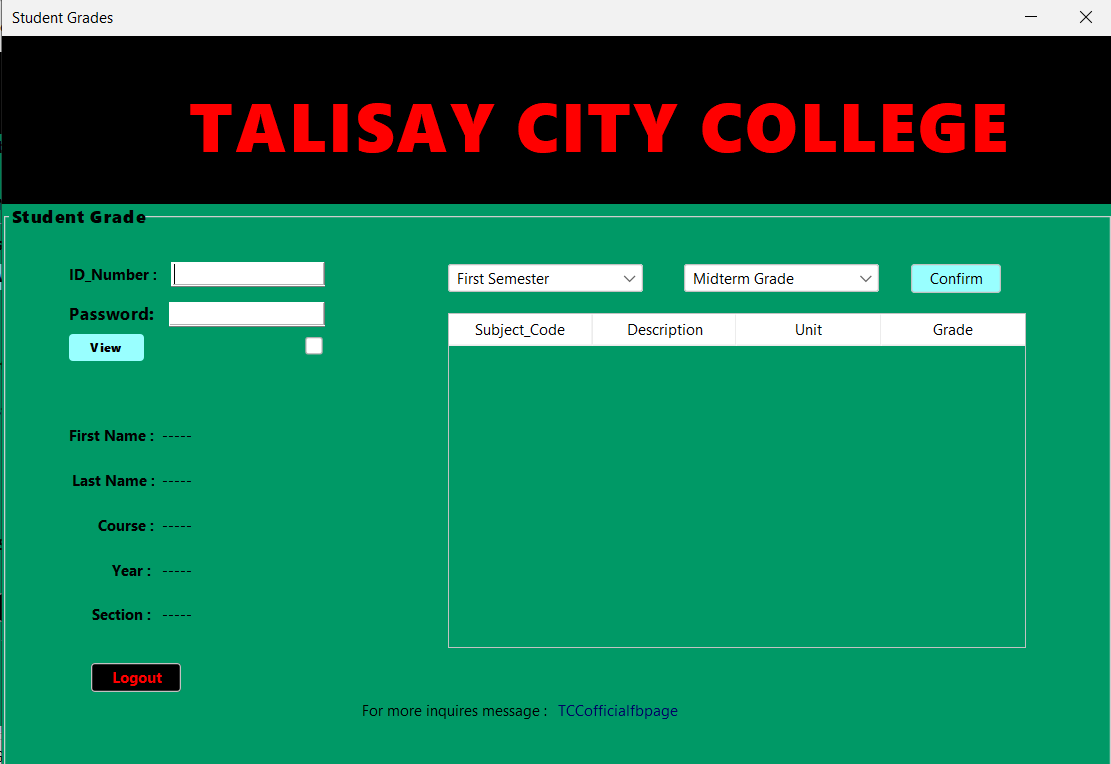 Student Grades
TALISAY CITY COLLEGE
Student Grade
ID_Number :
First Semester
Midterm Grade
Confirm
Password:
View
Subject_Code Description Unit Grade
First Name : -----
Last Name : -----
Course : -----
Year : -----
Section : -----
Logout
For more inquires message : TCCofficialfbpage